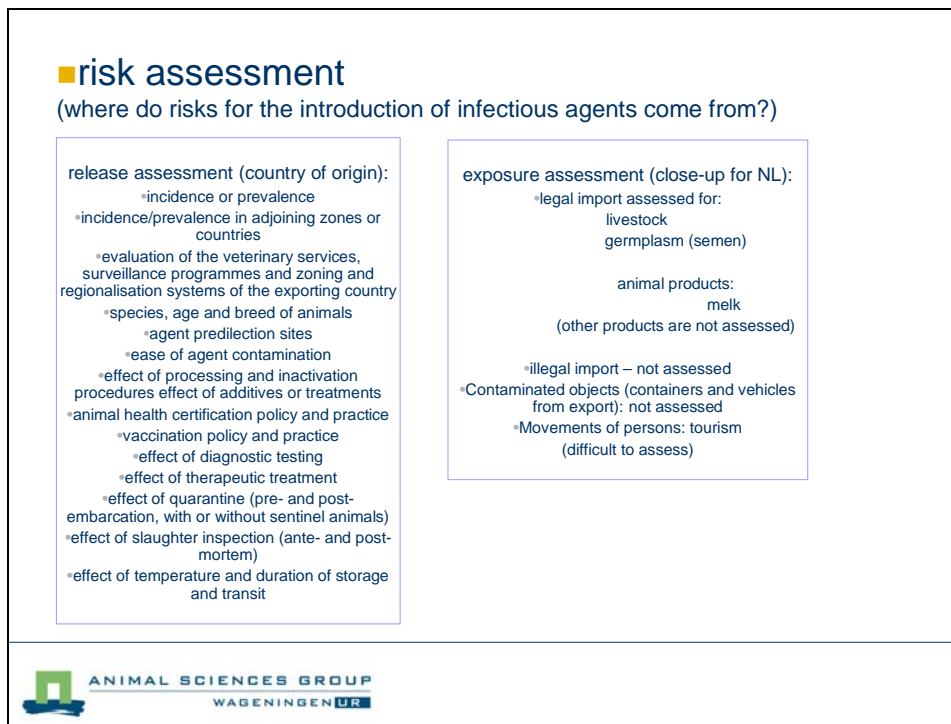 risk assessment
(where do risks for the introduction of infectious agents come from?)
release assessment (country of origin):
•incidence or prevalence
•incidence/prevalence in adjoining zones or
countries
•evaluation of the veterinary services,
surveillance programmes and zoning and
regionalisation systems of the exporting country
•species, age and breed of animals
•agent predilection sites
•ease of agent contamination
•effect of processing and inactivation
procedures effect of additives or treatments
•animal health certification policy and practice
•vaccination policy and practice
•effect of diagnostic testing
•effect of therapeutic treatment
•effect of quarantine (pre- and post-
embarcation, with or without sentinel animals)
•effect of slaughter inspection (ante- and post-
mortem)
•effect of temperature and duration of storage
and transit
exposure assessment (close-up for NL):
•legal import assessed for:
livestock
germplasm (semen)
animal products:
melk
(other products are not assessed)
•illegal import – not assessed
•Contaminated objects (containers and vehicles
from export): not assessed
•Movements of persons: tourism
(difficult to assess)
ANIMAL SCIENCES GROUP
WAGENINGEN UR